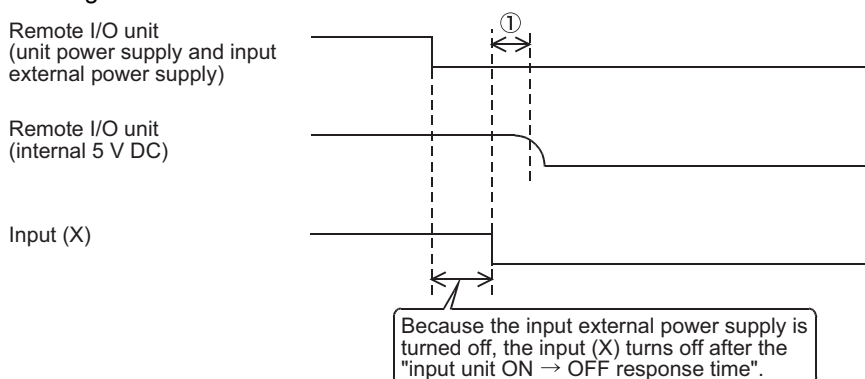 Remote I/O unit
(unit power supply and input
external power supply)
①
Remote I/O unit
(internal 5 V DC)
Input (X)
Because the input external power supply is
turned off, the input (X) turns off after the
"input unit ON → OFF response time".